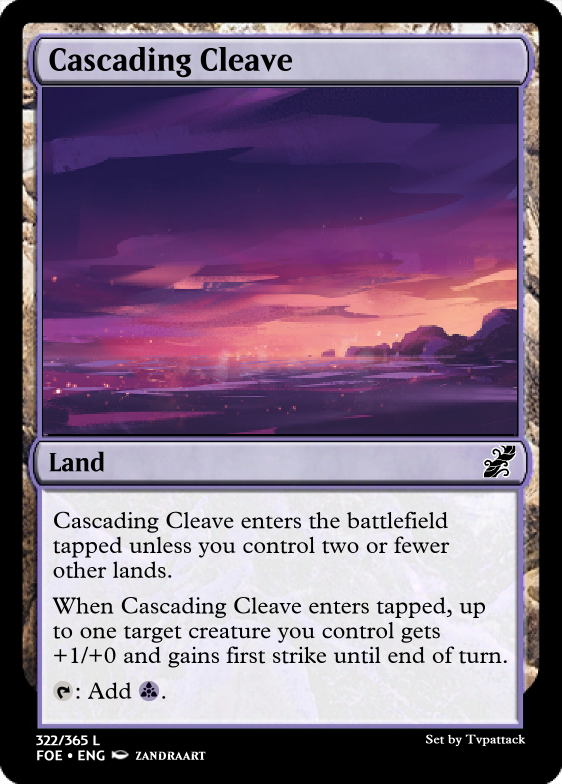 Cascading Cleave
Land
Cascading Cleave enters the battlefield
tapped unless you control two or fewer
other lands.
When Cascading Cleave enters tapped, up
to one target creature you control gets
+1/+0 and gains first strike until end of turn.
: Add .
322/365 L
FOE • ENG ZANDRAART
Set by Tvpattack